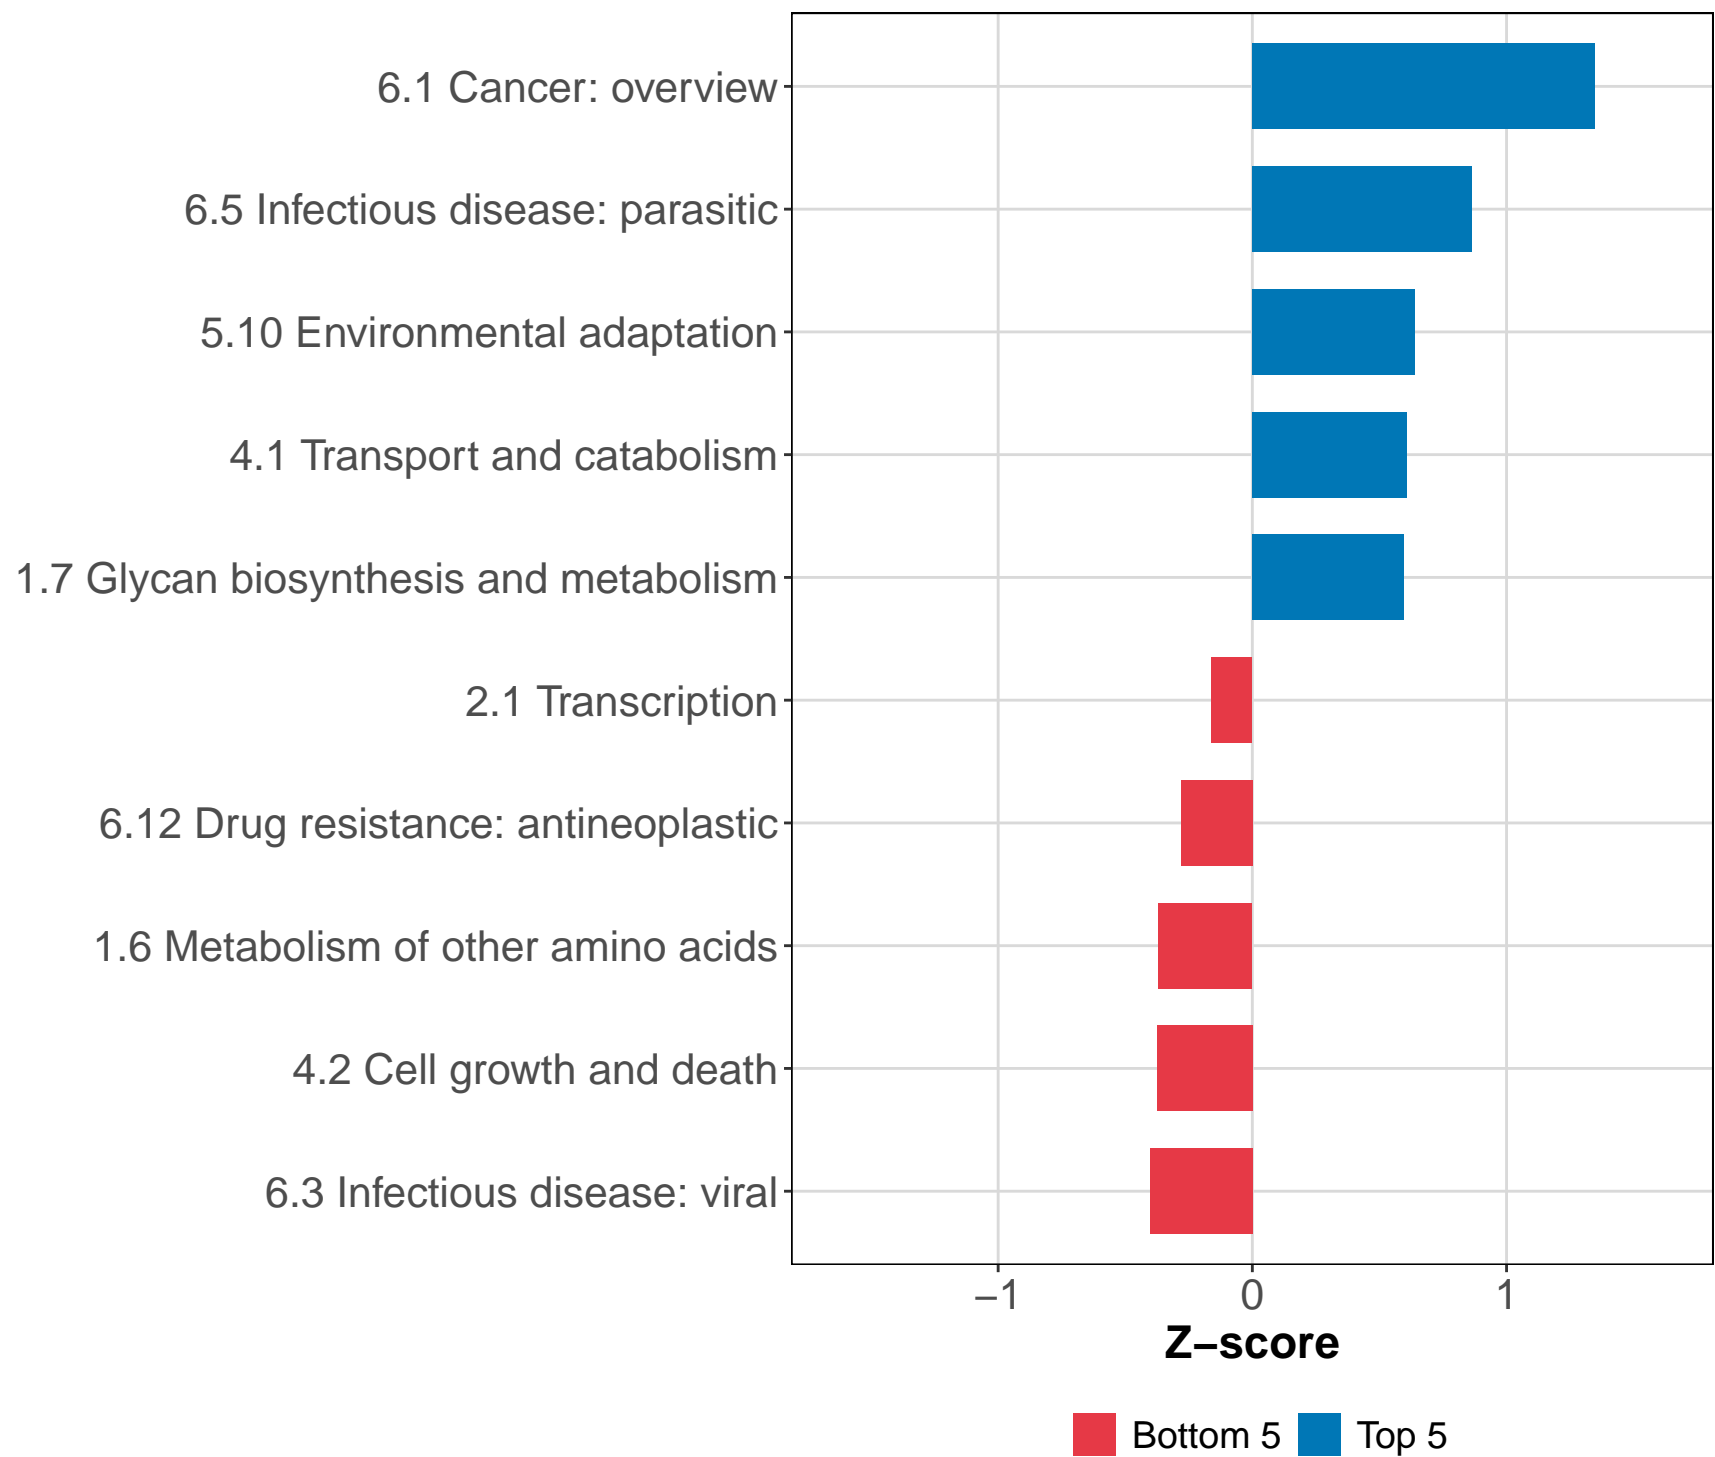 6.1 Cancer: overview
6.5 Infectious disease: parasitic
5.10 Environmental adaptation
4.1 Transport and catabolism
1.7 Glycan biosynthesis and metabolism
2.1 Transcription
6.12 Drug resistance: antineoplastic
1.6 Metabolism of other amino acids
4.2 Cell growth and death
6.3 Infectious disease: viral
−1 0 1
Z−score
Bottom 5 Top 5